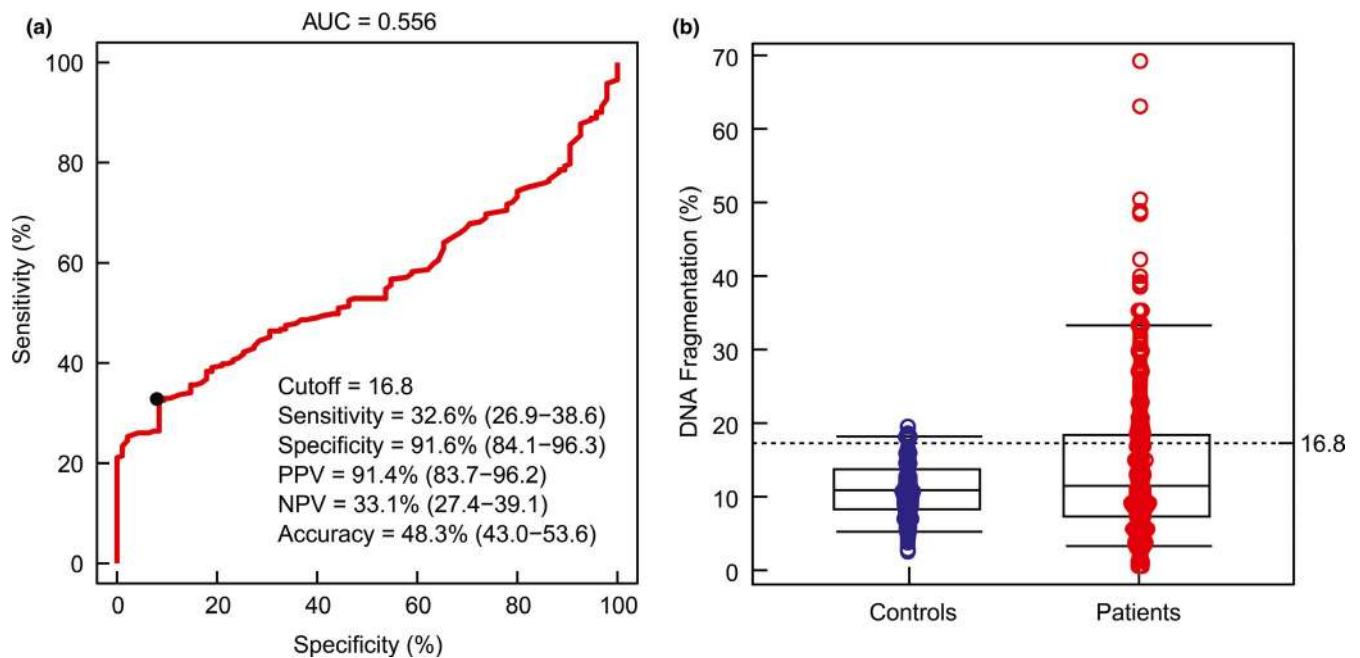 (a)
AUC = 0.556
100
80
60
40
20
0
Sensitivity (%)
Cutoff = 16.8
Sensitivity = 32.6% (26.9–38.6)
Specificity = 91.6% (84.1–96.3)
PPV = 91.4% (83.7–96.2)
NPV = 33.1% (27.4–39.1)
Accuracy = 48.3% (43.0–53.6)
0 20 40 60 80 100
Specificity (%)
(b)
70
60
50
40
30
20
10
0
DNA Fragmentation (%)
16.8
Controls Patients